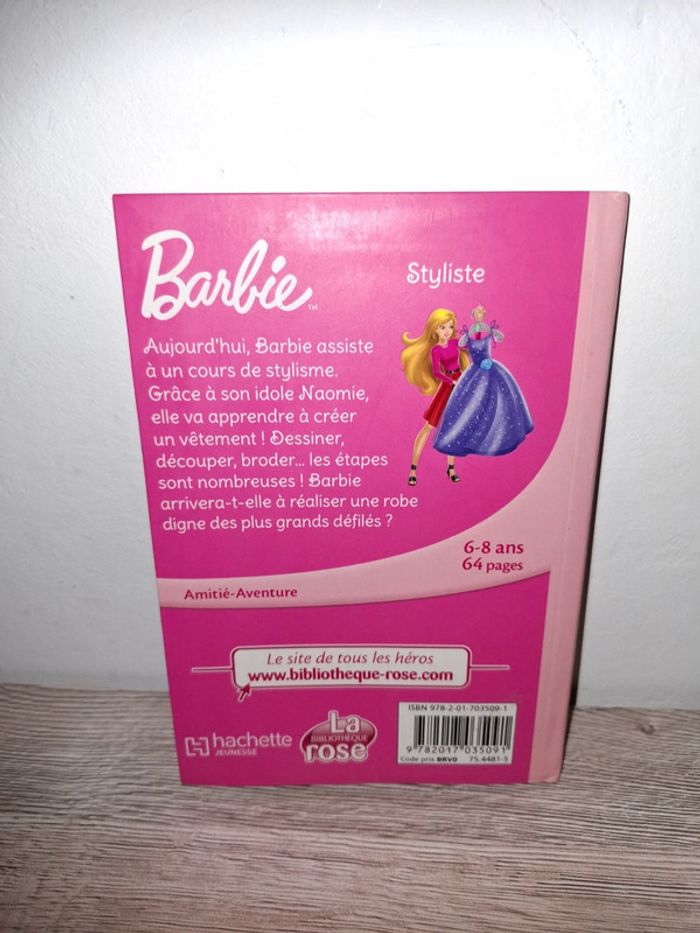 Barbie™
Styliste
Aujourd'hui, Barbie assiste
à un cours de stylisme.
Grâce à son idole Naomie,
elle va apprendre à créer
un vêtement ! Dessiner,
découper, broder... les étapes
sont nombreuses ! Barbie
arrivera-t-elle à réaliser une robe
digne des plus grands défilés ?
6-8 ans
64 pages
Amitié-Aventure
Le site de tous les héros
www.bibliotheque-rose.com
hachette
JEUNESSE
La
BIBLIOTHÈQUE
rose
ISBN 978-2-01-703509-1
9 782017 035091
Code prix BRV0 75.4481-5